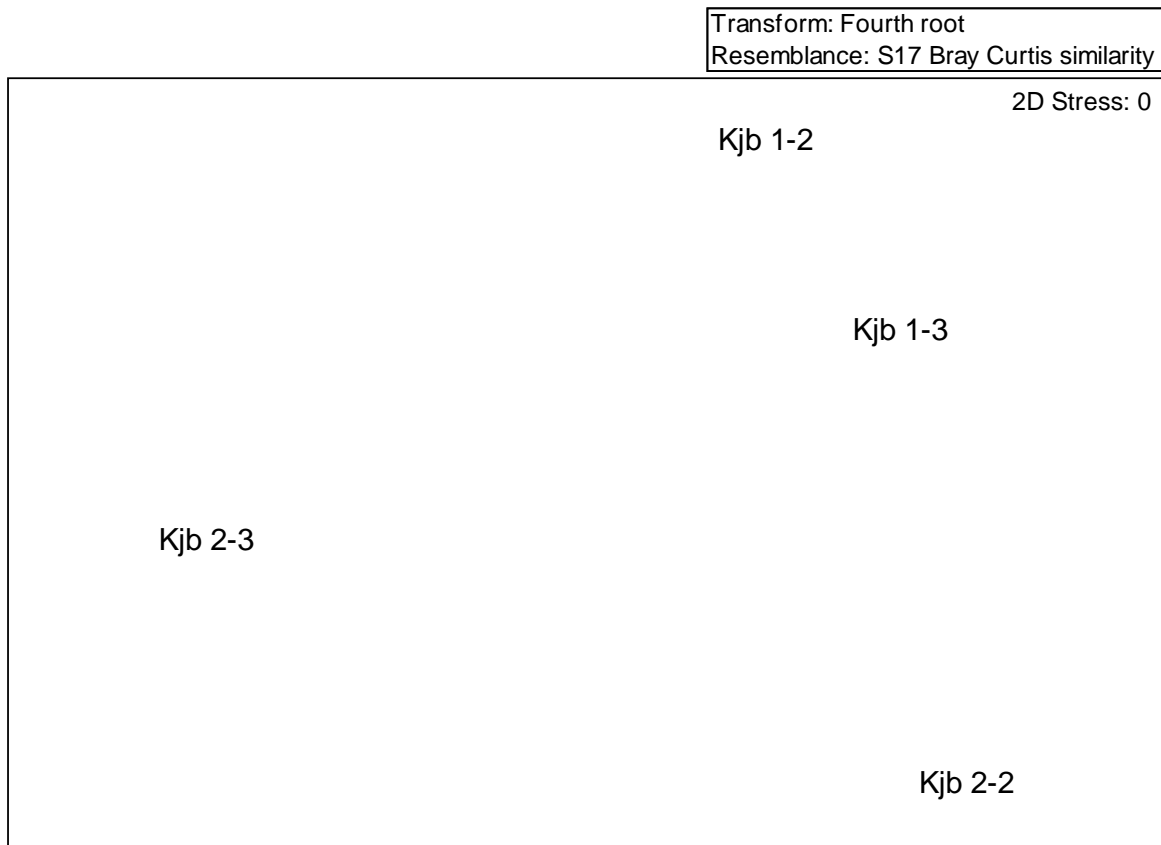 Transform: Fourth root
Resemblance: S17 Bray Curtis similarity
2D Stress: 0
Kjb 1-2
Kjb 1-3
Kjb 2-3
Kjb 2-2